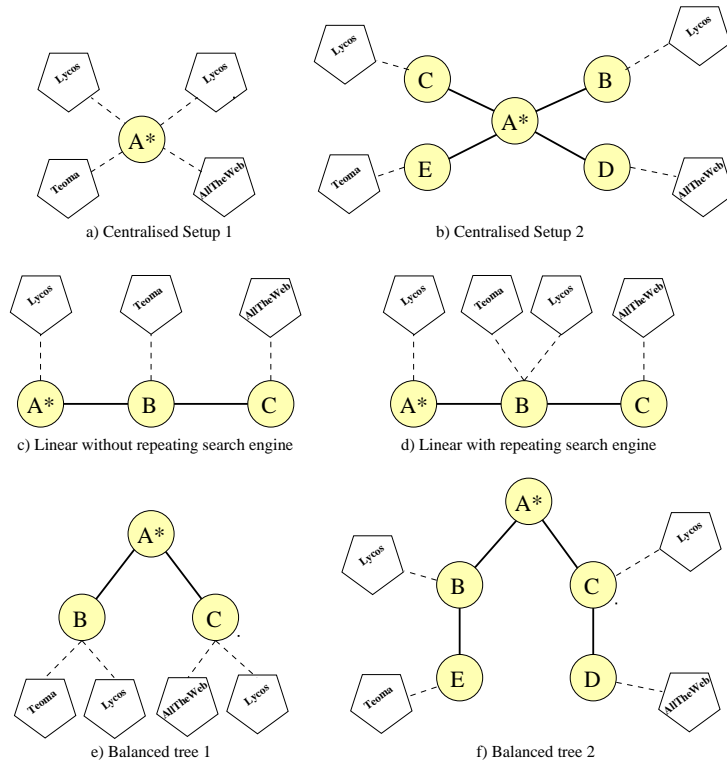 Lycos
Lycos
A*
Teoma
AllTheWeb
a) Centralised Setup 1
Lycos
Lycos
C
B
A*
E
D
Teoma
AllTheWeb
b) Centralised Setup 2
Lycos
Teoma
AllTheWeb
A*
B
C
c) Linear without repeating search engine
Lycos
Teoma
Lycos
AllTheWeb
A*
B
C
d) Linear with repeating search engine
A*
B
C
Teoma
Lycos
AllTheWeb
Lycos
e) Balanced tree 1
A*
Lycos
Lycos
B
C
E
D
Teoma
AllTheWeb
f) Balanced tree 2